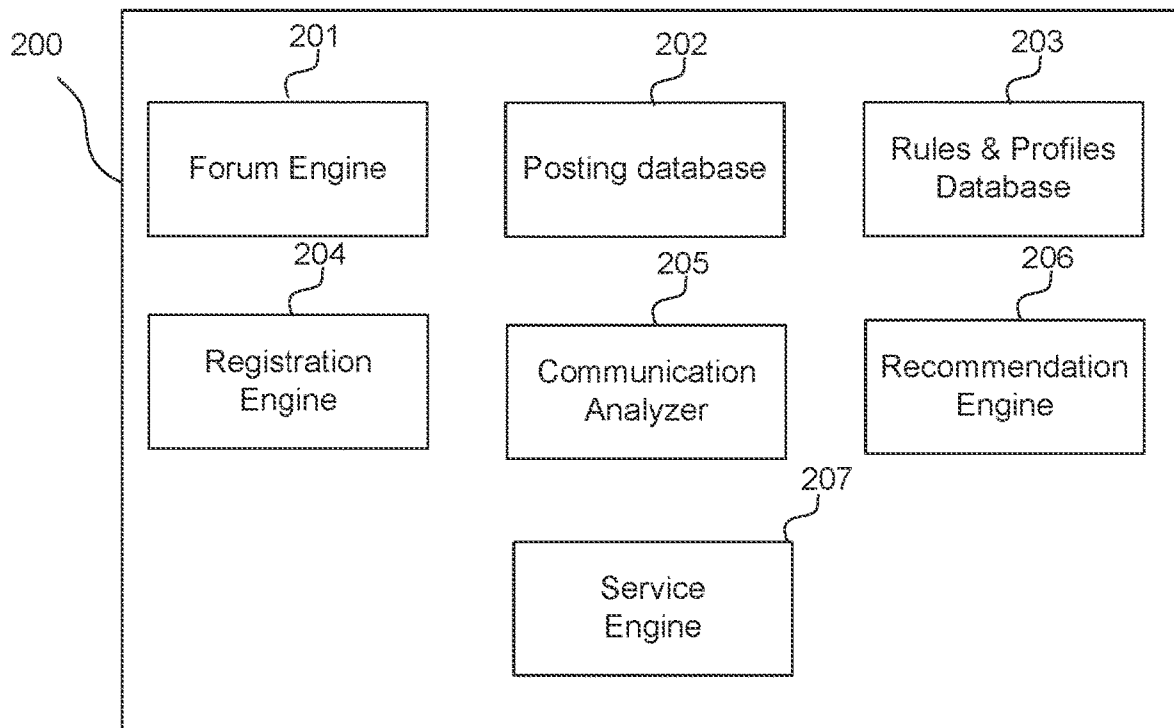 200
201
202
203
Forum Engine
Posting database
Rules & Profiles
Database
204
205
206
Registration
Engine
Communication
Analyzer
Recommendation
Engine
207
Service
Engine